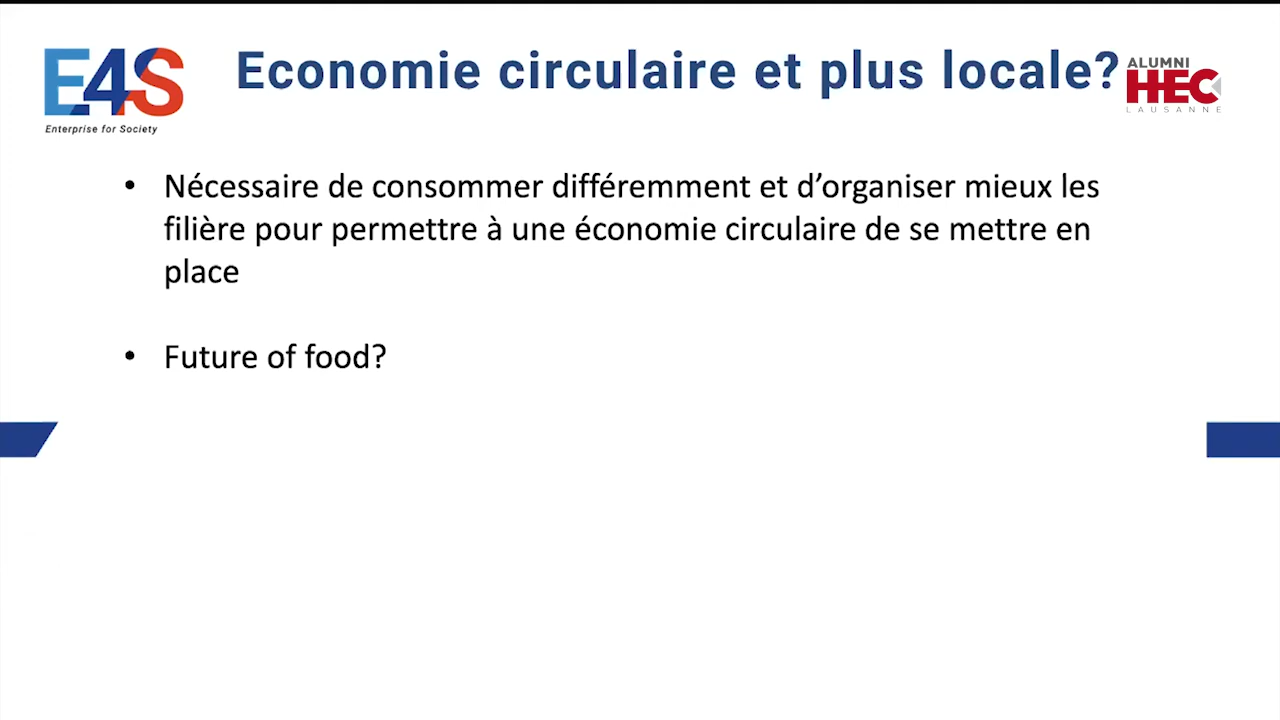 E4S
Enterprise for Society
Economie circulaire et plus locale?
ALUMNI
HEC
LAUSANNE
• Nécessaire de consommer différemment et d’organiser mieux les
filière pour permettre à une économie circulaire de se mettre en
place
• Future of food?